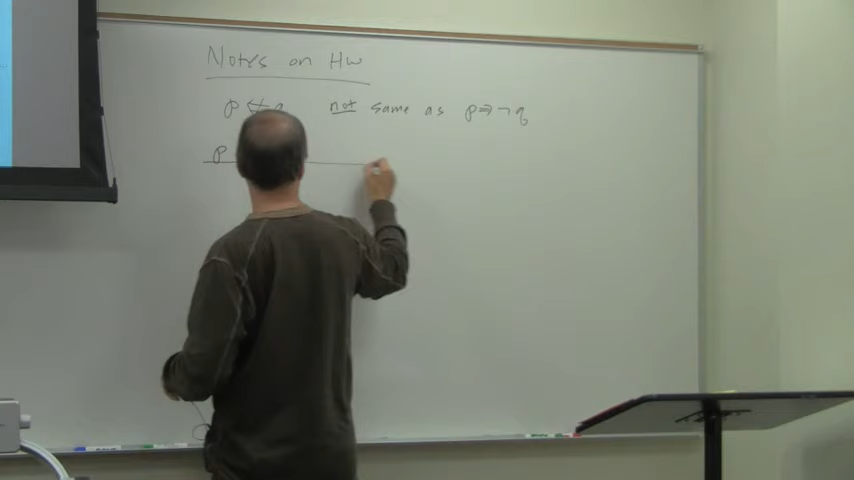 Notes on HW
p ⇍ q not same as p ⇒ ¬ q
p